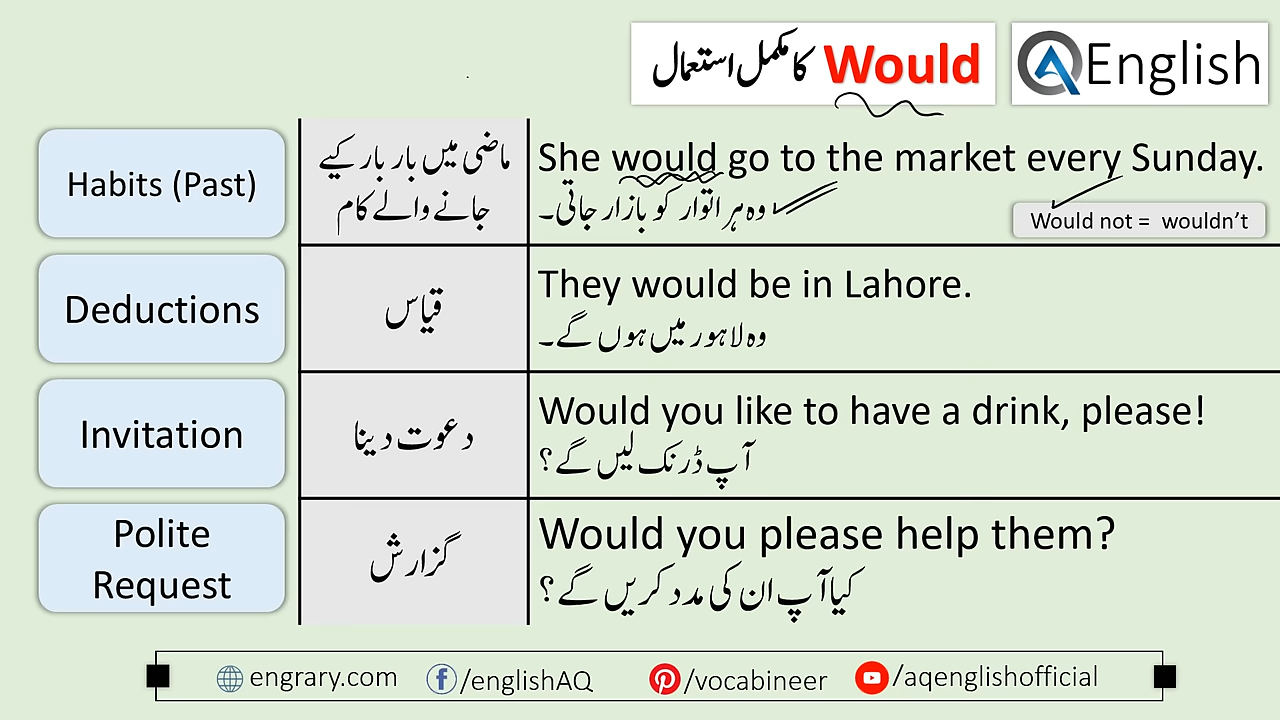 Would کا مکمل استعمال
AQ English
Habits (Past)
ماضی میں بار بار کیے
جانے والے کام
She would go to the market every Sunday.
وہ ہر اتوار کو بازار جاتی۔
Would not = wouldn’t
Deductions
قیاس
They would be in Lahore.
وہ لاہور میں ہوں گے۔
Invitation
دعوت دینا
Would you like to have a drink, please!
آپ ڈرنک لیں گے؟
Polite
Request
گزارش
Would you please help them?
کیا آپ ان کی مدد کریں گے؟
engrary.com
/englishAQ
/vocabineer
/aqenglishofficial